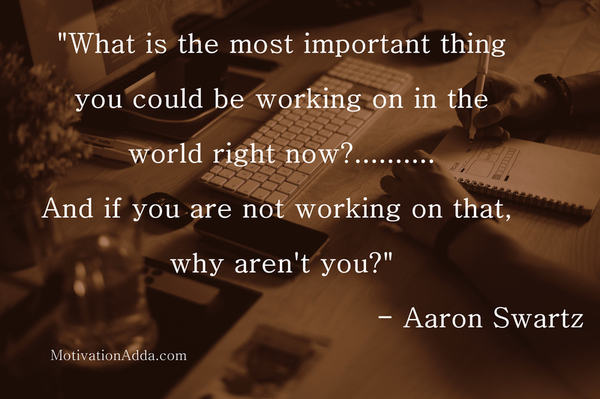 "What is the most important thing
you could be working on in the
world right now?..........
And if you are not working on that,
why aren't you?"
- Aaron Swartz
MotivationAdda.com